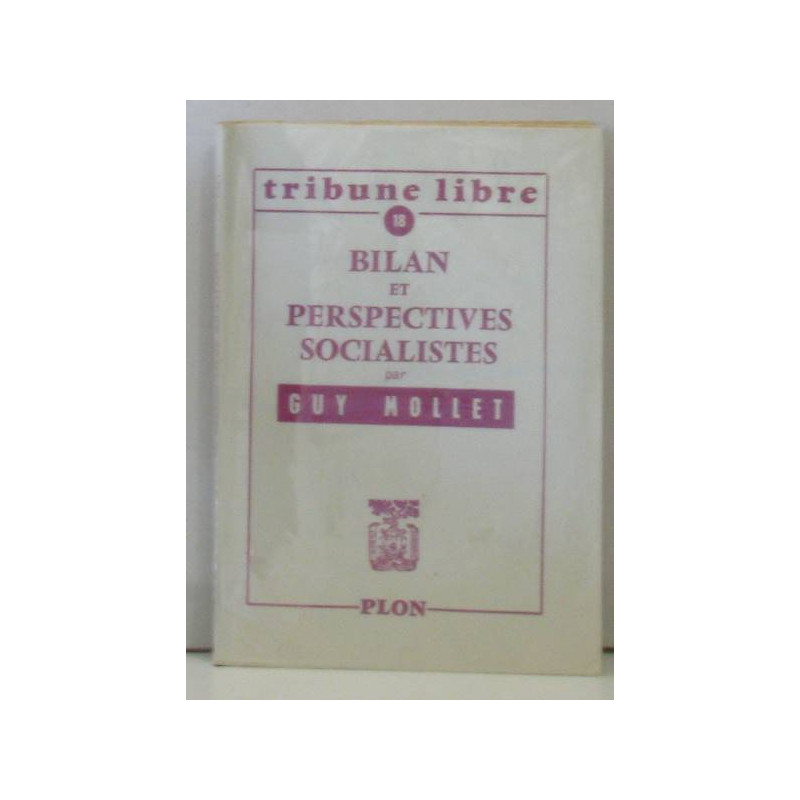 tribune libre
18
BILAN
ET
PERSPECTIVES
SOCIALISTES
par
GUY MOLLET
PLON